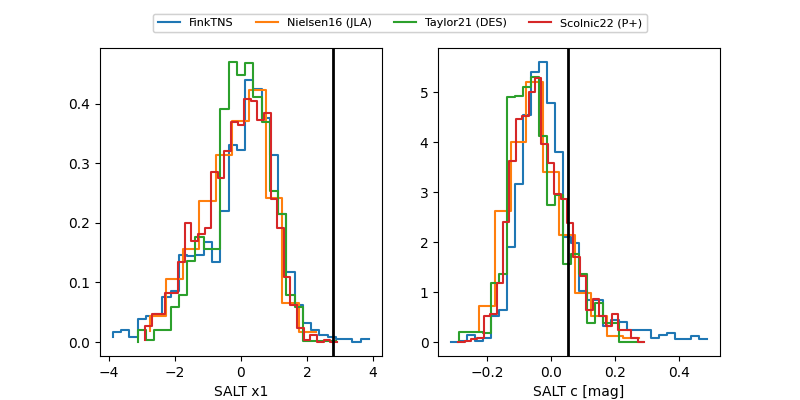 FinkTNS Nielsen16 (JLA) Taylor21 (DES) Scolnic22 (P+)
0.4
0.3
0.2
0.1
0.0
−4 −2 0 2 4
SALT x1
5
4
3
2
1
0
−0.2 0.0 0.2 0.4
SALT c [mag]